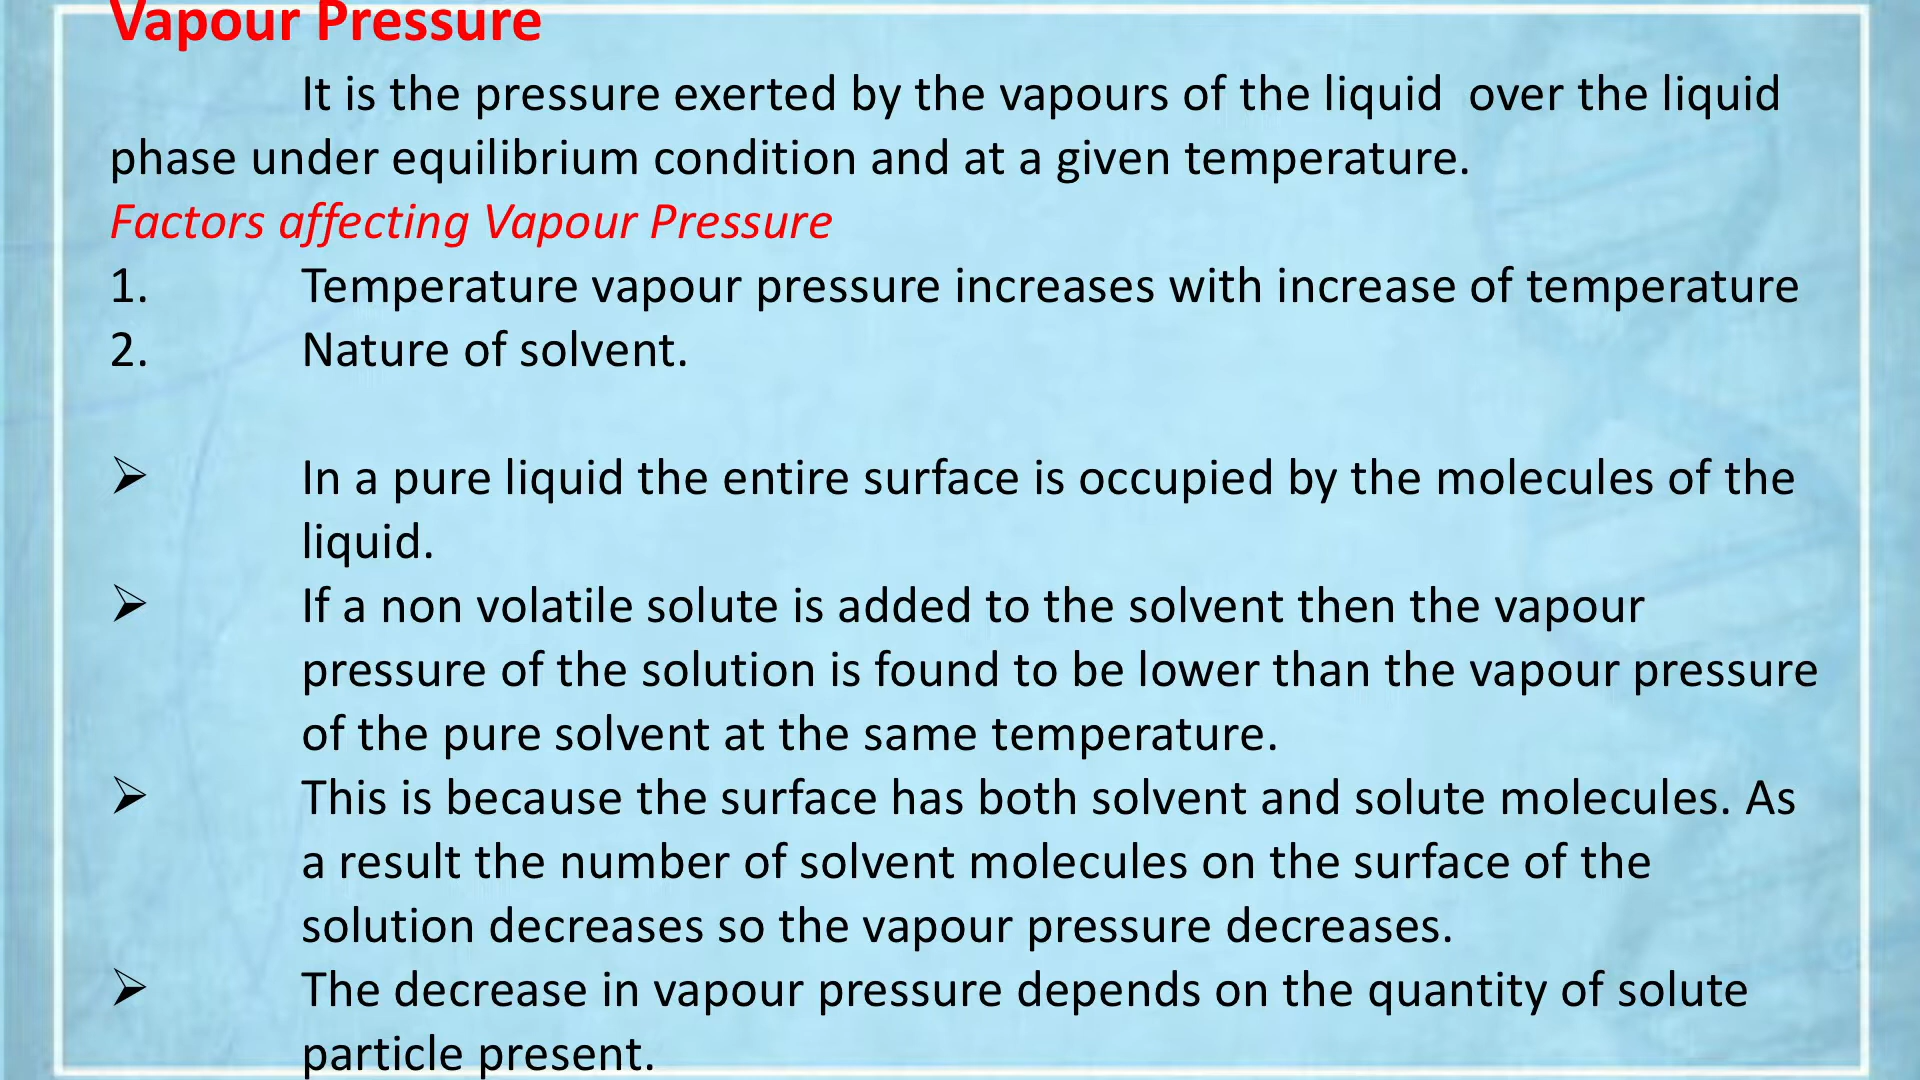 Vapour Pressure
It is the pressure exerted by the vapours of the liquid  over the liquid
phase under equilibrium condition and at a given temperature.
Factors affecting Vapour Pressure
1. Temperature vapour pressure increases with increase of temperature
2. Nature of solvent.
➢ In a pure liquid the entire surface is occupied by the molecules of the
liquid.
➢ If a non volatile solute is added to the solvent then the vapour
pressure of the solution is found to be lower than the vapour pressure
of the pure solvent at the same temperature.
➢ This is because the surface has both solvent and solute molecules. As
a result the number of solvent molecules on the surface of the
solution decreases so the vapour pressure decreases.
➢ The decrease in vapour pressure depends on the quantity of solute
particle present.